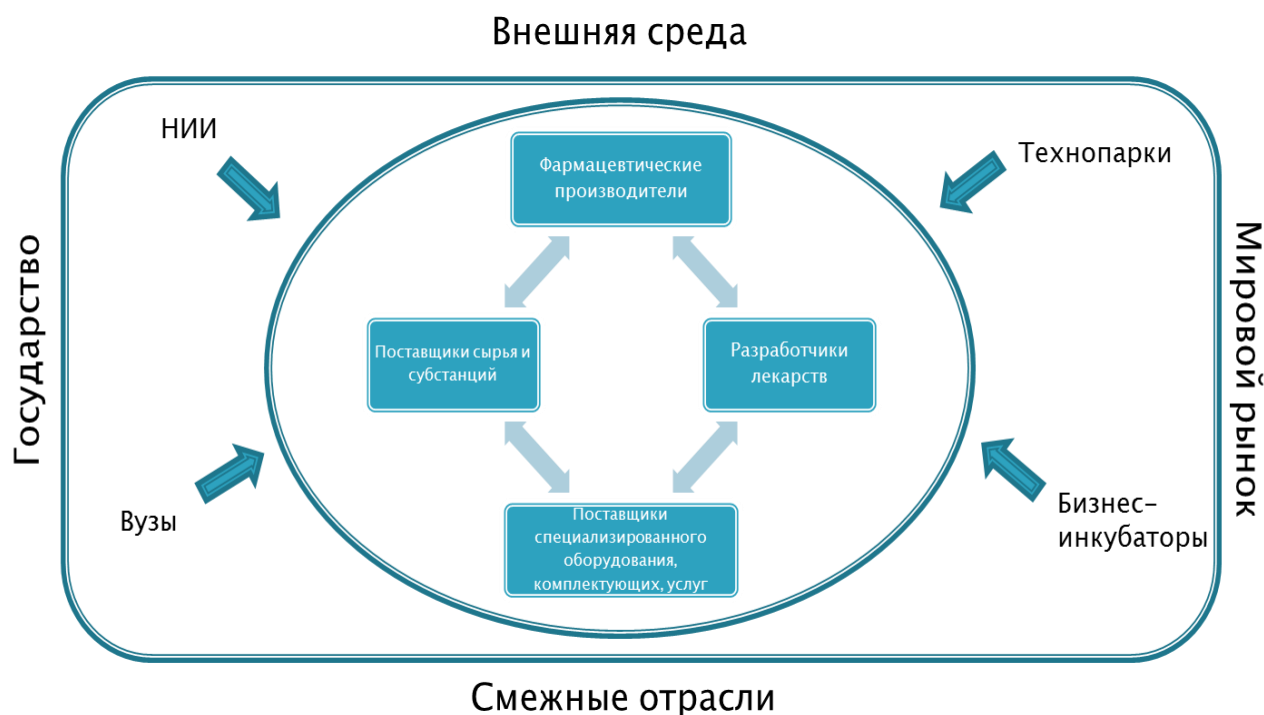 Внешняя среда
НИИ
Технопарки
Фармацевтические
производители
Государство
Мировой рынок
Поставщики сырья и
субстанций
Разработчики
лекарств
Вузы
Бизнес-
инкубаторы
Поставщики
специализированного
оборудования,
комплектующих, услуг
Смежные отрасли